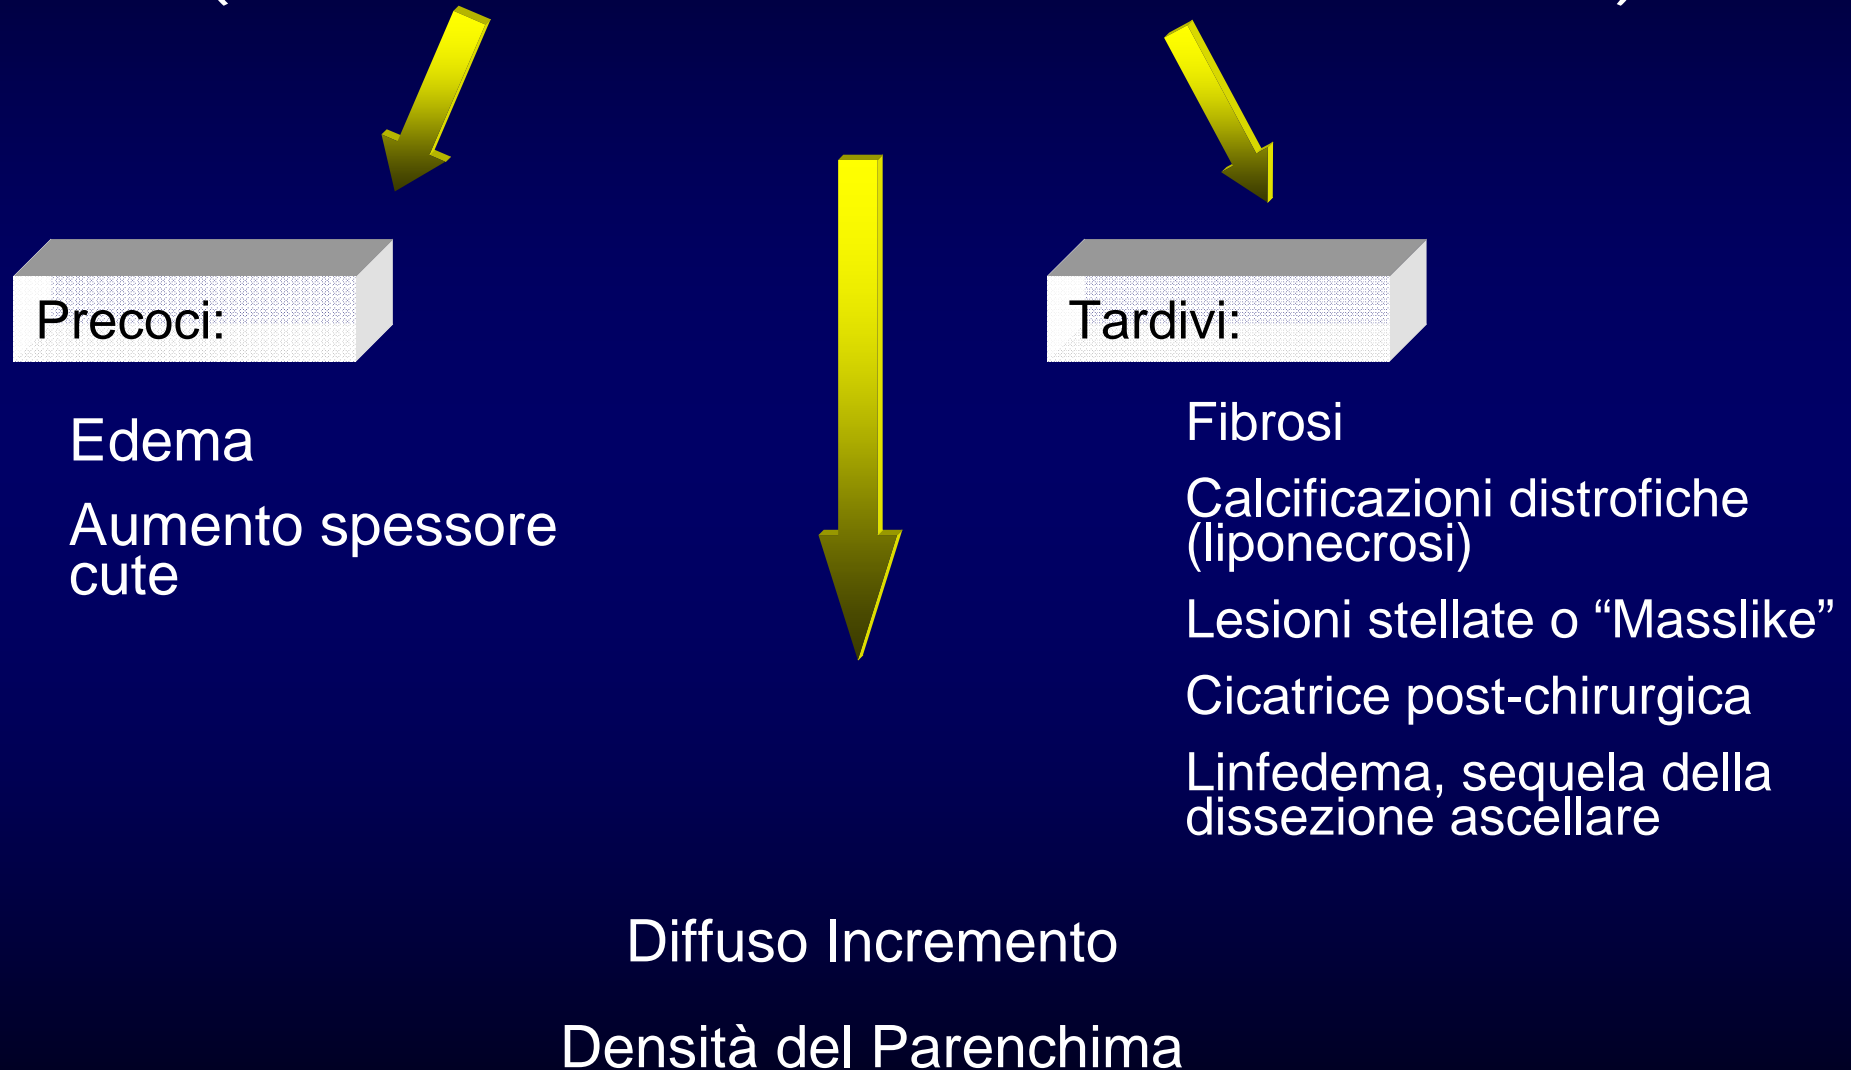 Precoci:
Edema
Aumento spessore
cute
Tardivi:
Fibrosi
Calcificazioni distrofiche
(liponecrosi)
Lesioni stellate o “Masslike”
Cicatrice post-chirurgica
Linfedema, sequela della
dissezione ascellare
Diffuso Incremento
Densità del Parenchima